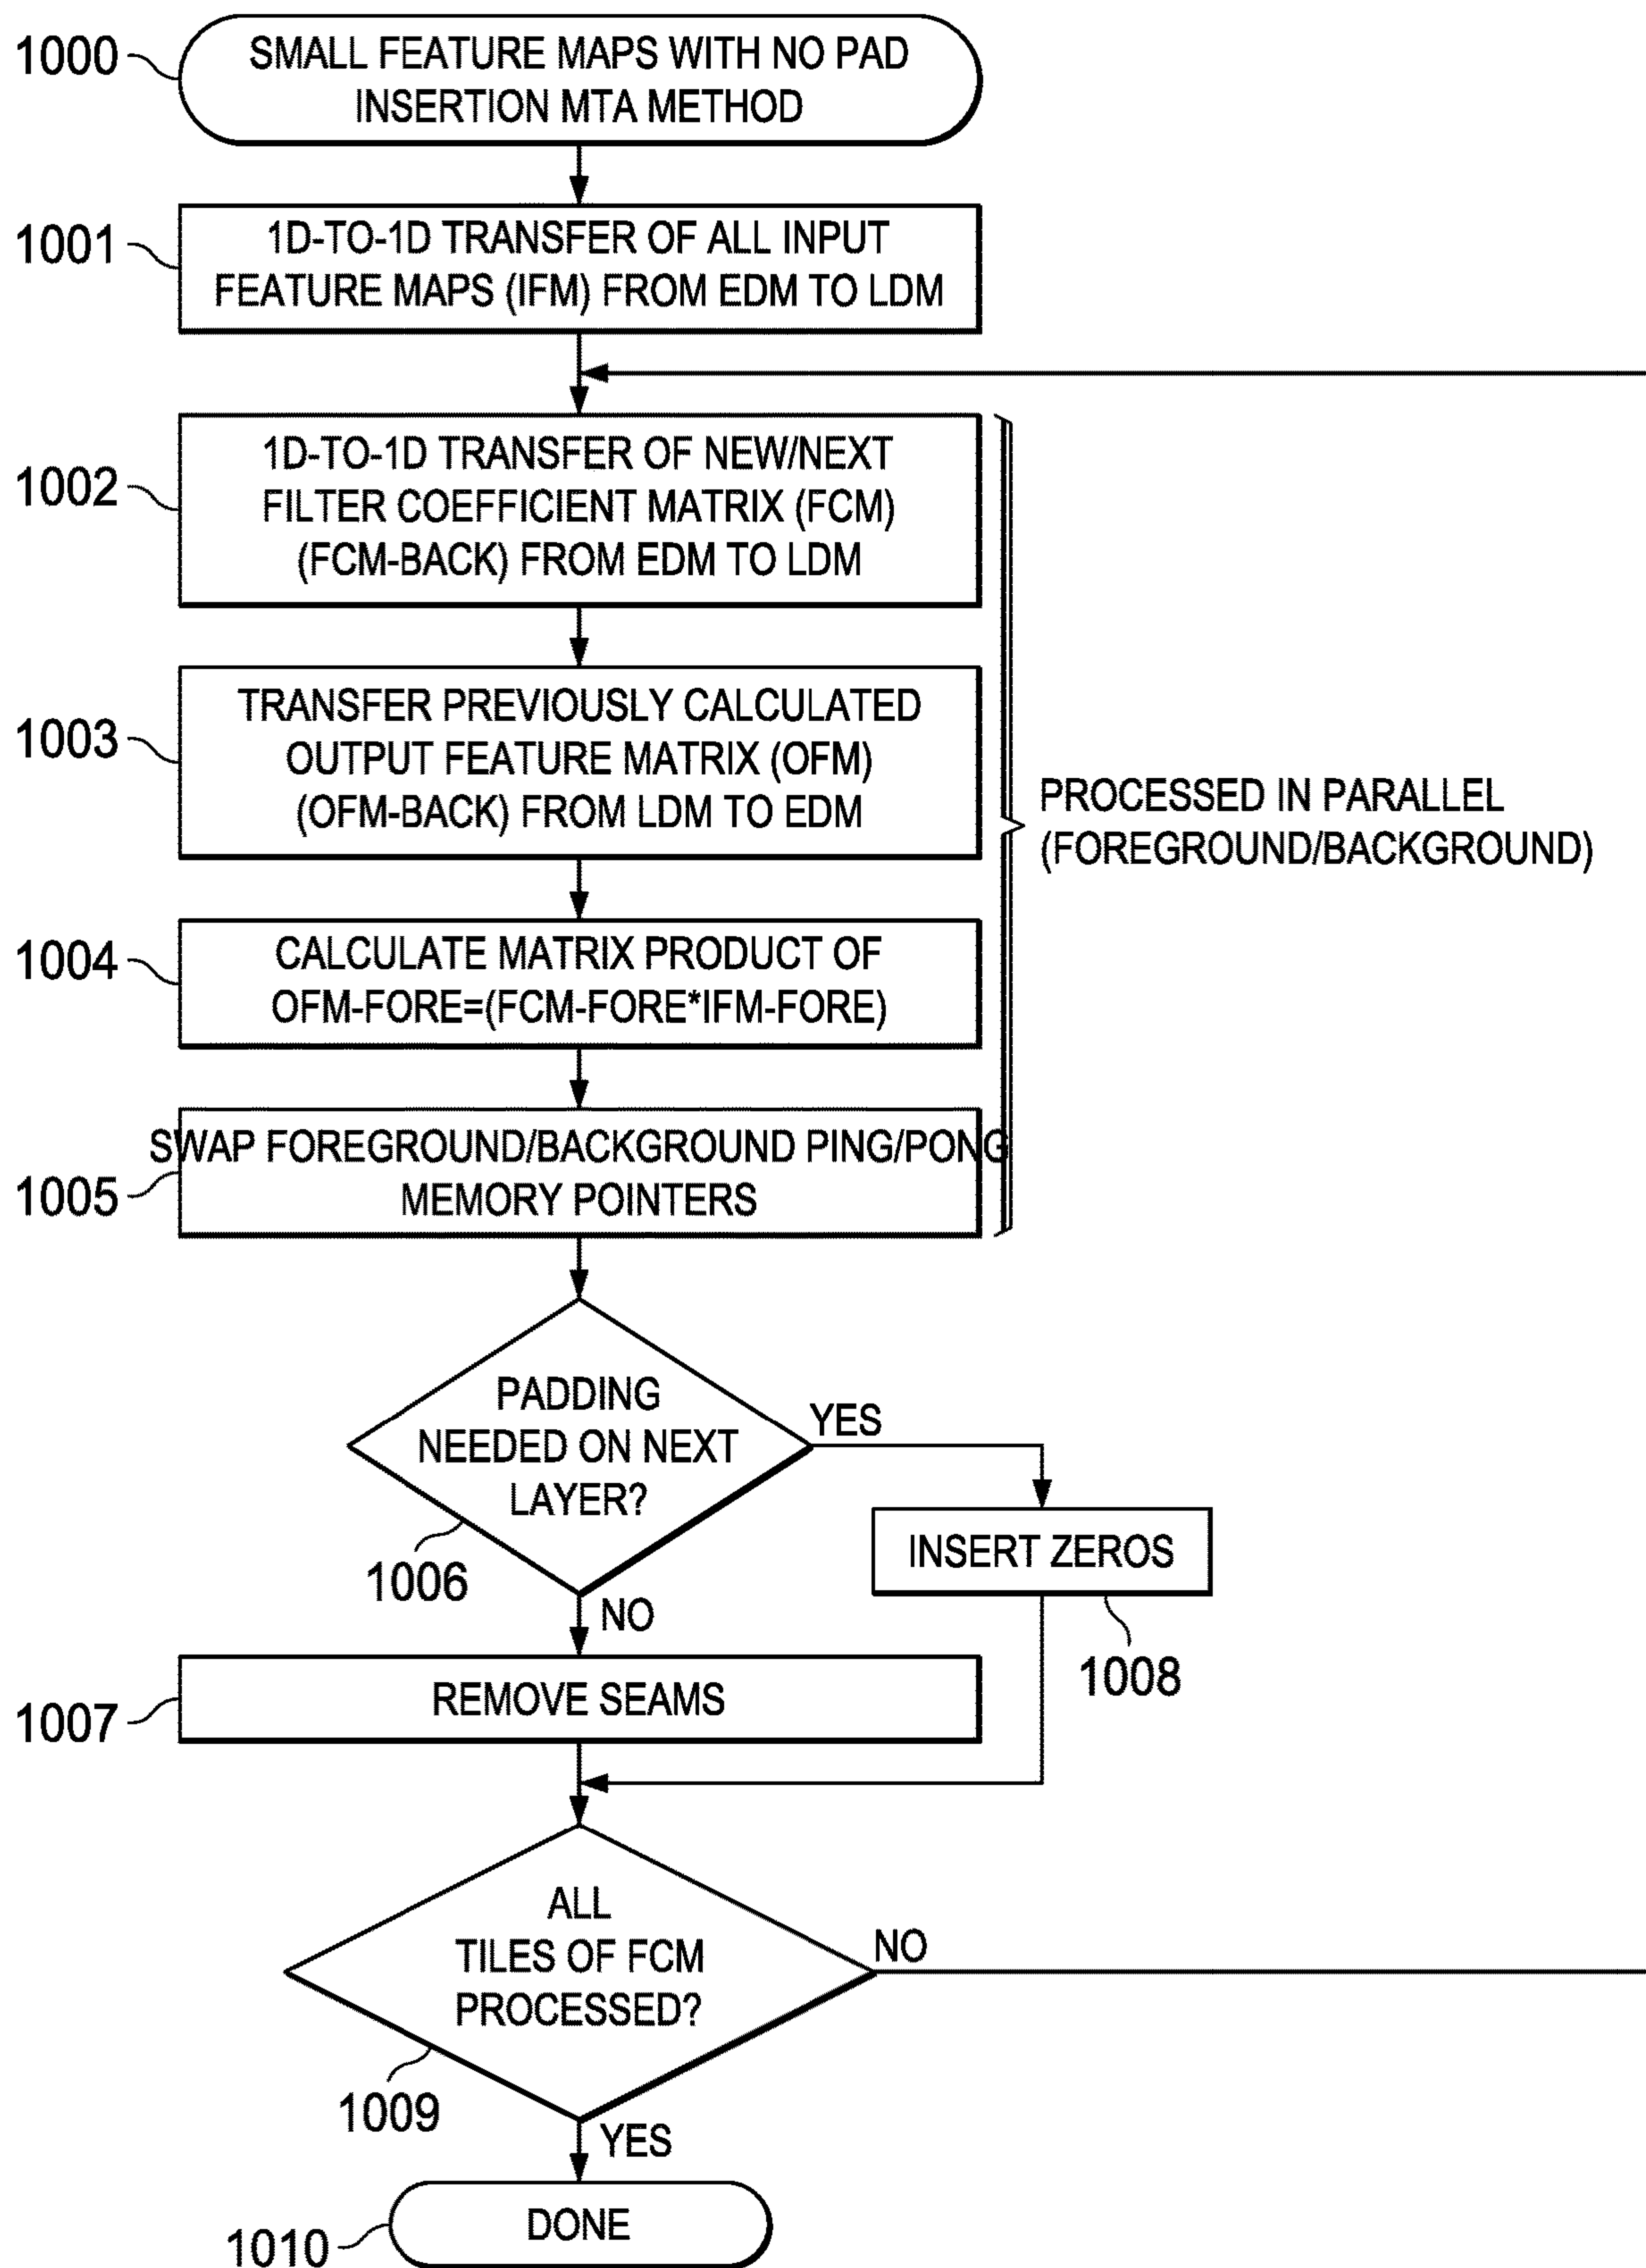 1000
SMALL FEATURE MAPS WITH NO PAD
INSERTION MTA METHOD
1001
1D-TO-1D TRANSFER OF ALL INPUT
FEATURE MAPS (IFM) FROM EDM TO LDM
1002
1D-TO-1D TRANSFER OF NEW/NEXT
FILTER COEFFICIENT MATRIX (FCM)
(FCM-BACK) FROM EDM TO LDM
1003
TRANSFER PREVIOUSLY CALCULATED
OUTPUT FEATURE MATRIX (OFM)
(OFM-BACK) FROM LDM TO EDM
PROCESSED IN PARALLEL
(FOREGROUND/BACKGROUND)
1004
CALCULATE MATRIX PRODUCT OF
OFM-FORE=(FCM-FORE*IFM-FORE)
1005
SWAP FOREGROUND/BACKGROUND PING/PONG
MEMORY POINTERS
PADDING
NEEDED ON NEXT
LAYER?
YES
1006
NO
INSERT ZEROS
1008
1007
REMOVE SEAMS
ALL
TILES OF FCM
PROCESSED?
NO
1009
YES
1010
DONE